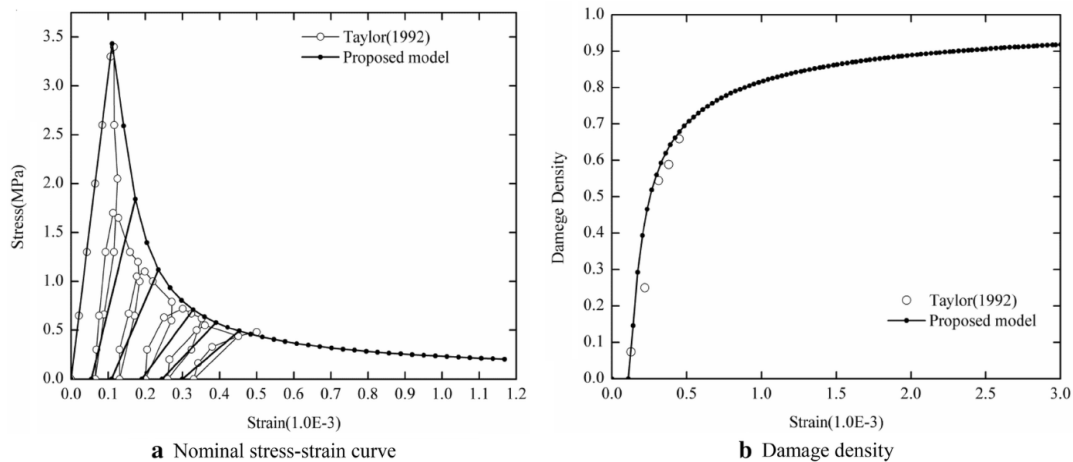 3.5
3.0
2.5
2.0
1.5
1.0
0.5
0.0
Stress(MPa)
Taylor(1992)
Proposed model
0.0 0.1 0.2 0.3 0.4 0.5 0.6 0.7 0.8 0.9 1.0 1.1 1.2
Strain(1.0E-3)
a Nominal stress-strain curve
1.0
0.9
0.8
0.7
0.6
0.5
0.4
0.3
0.2
0.1
0.0
Damege Density
Taylor(1992)
Proposed model
0.0 0.5 1.0 1.5 2.0 2.5 3.0
Strain(1.0E-3)
b Damage density